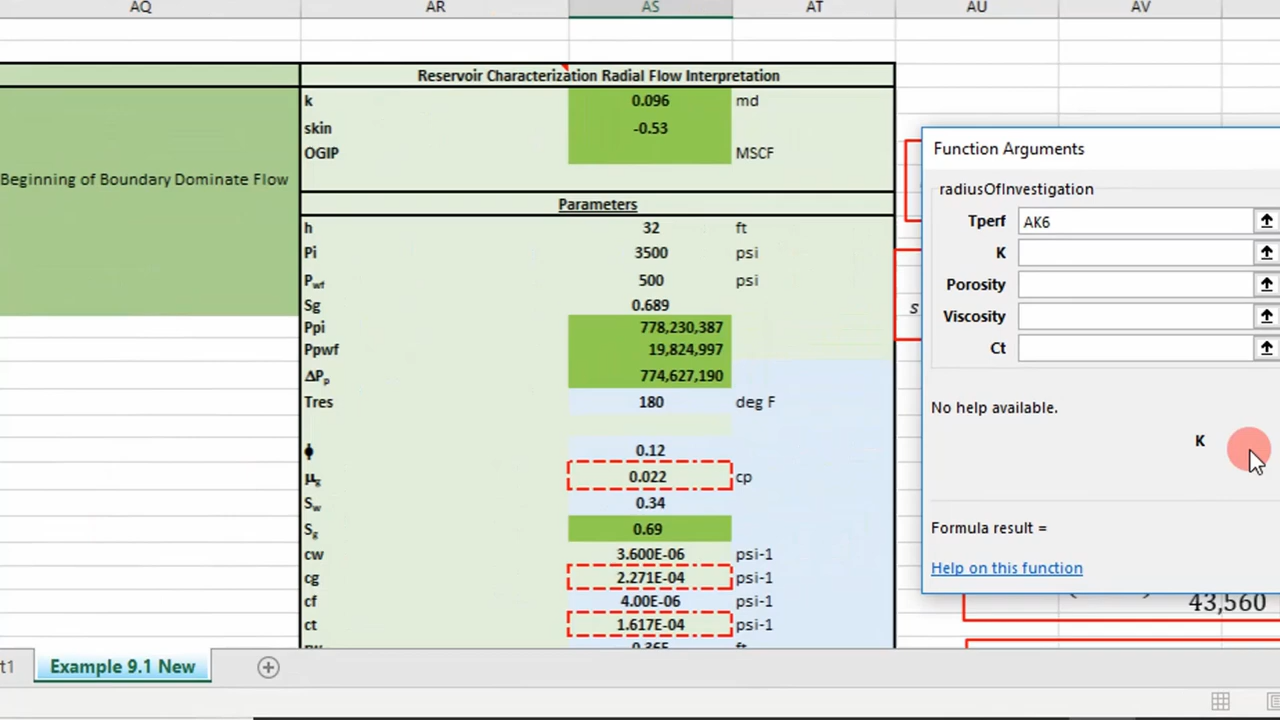 AQ AR AS AT AU AV
Reservoir Characterization Radial Flow Interpretation
k 0.096 md
skin -0.53
OGIP MSCF
Beginning of Boundary Dominate Flow
Parameters
h 32 ft
Pi 3500 psi
Pwf 500 psi
Sg 0.689
Ppi 778,230,387
Ppwf 19,824,997
ΔPp 774,627,190
Tres 180 deg F
ϕ 0.12
μg 0.022 cp
Sw 0.34
Sg 0.69
cw 3.600E-06 psi-1
cg 2.271E-04 psi-1
cf 4.00E-06 psi-1
ct 1.617E-04 psi-1
rw 0.365 ft
s
Function Arguments
radiusOfInvestigation
Tperf AK6
K
Porosity
Viscosity
Ct
No help available.
K
Formula result =
Help on this function
43,560
t1 Example 9.1 New